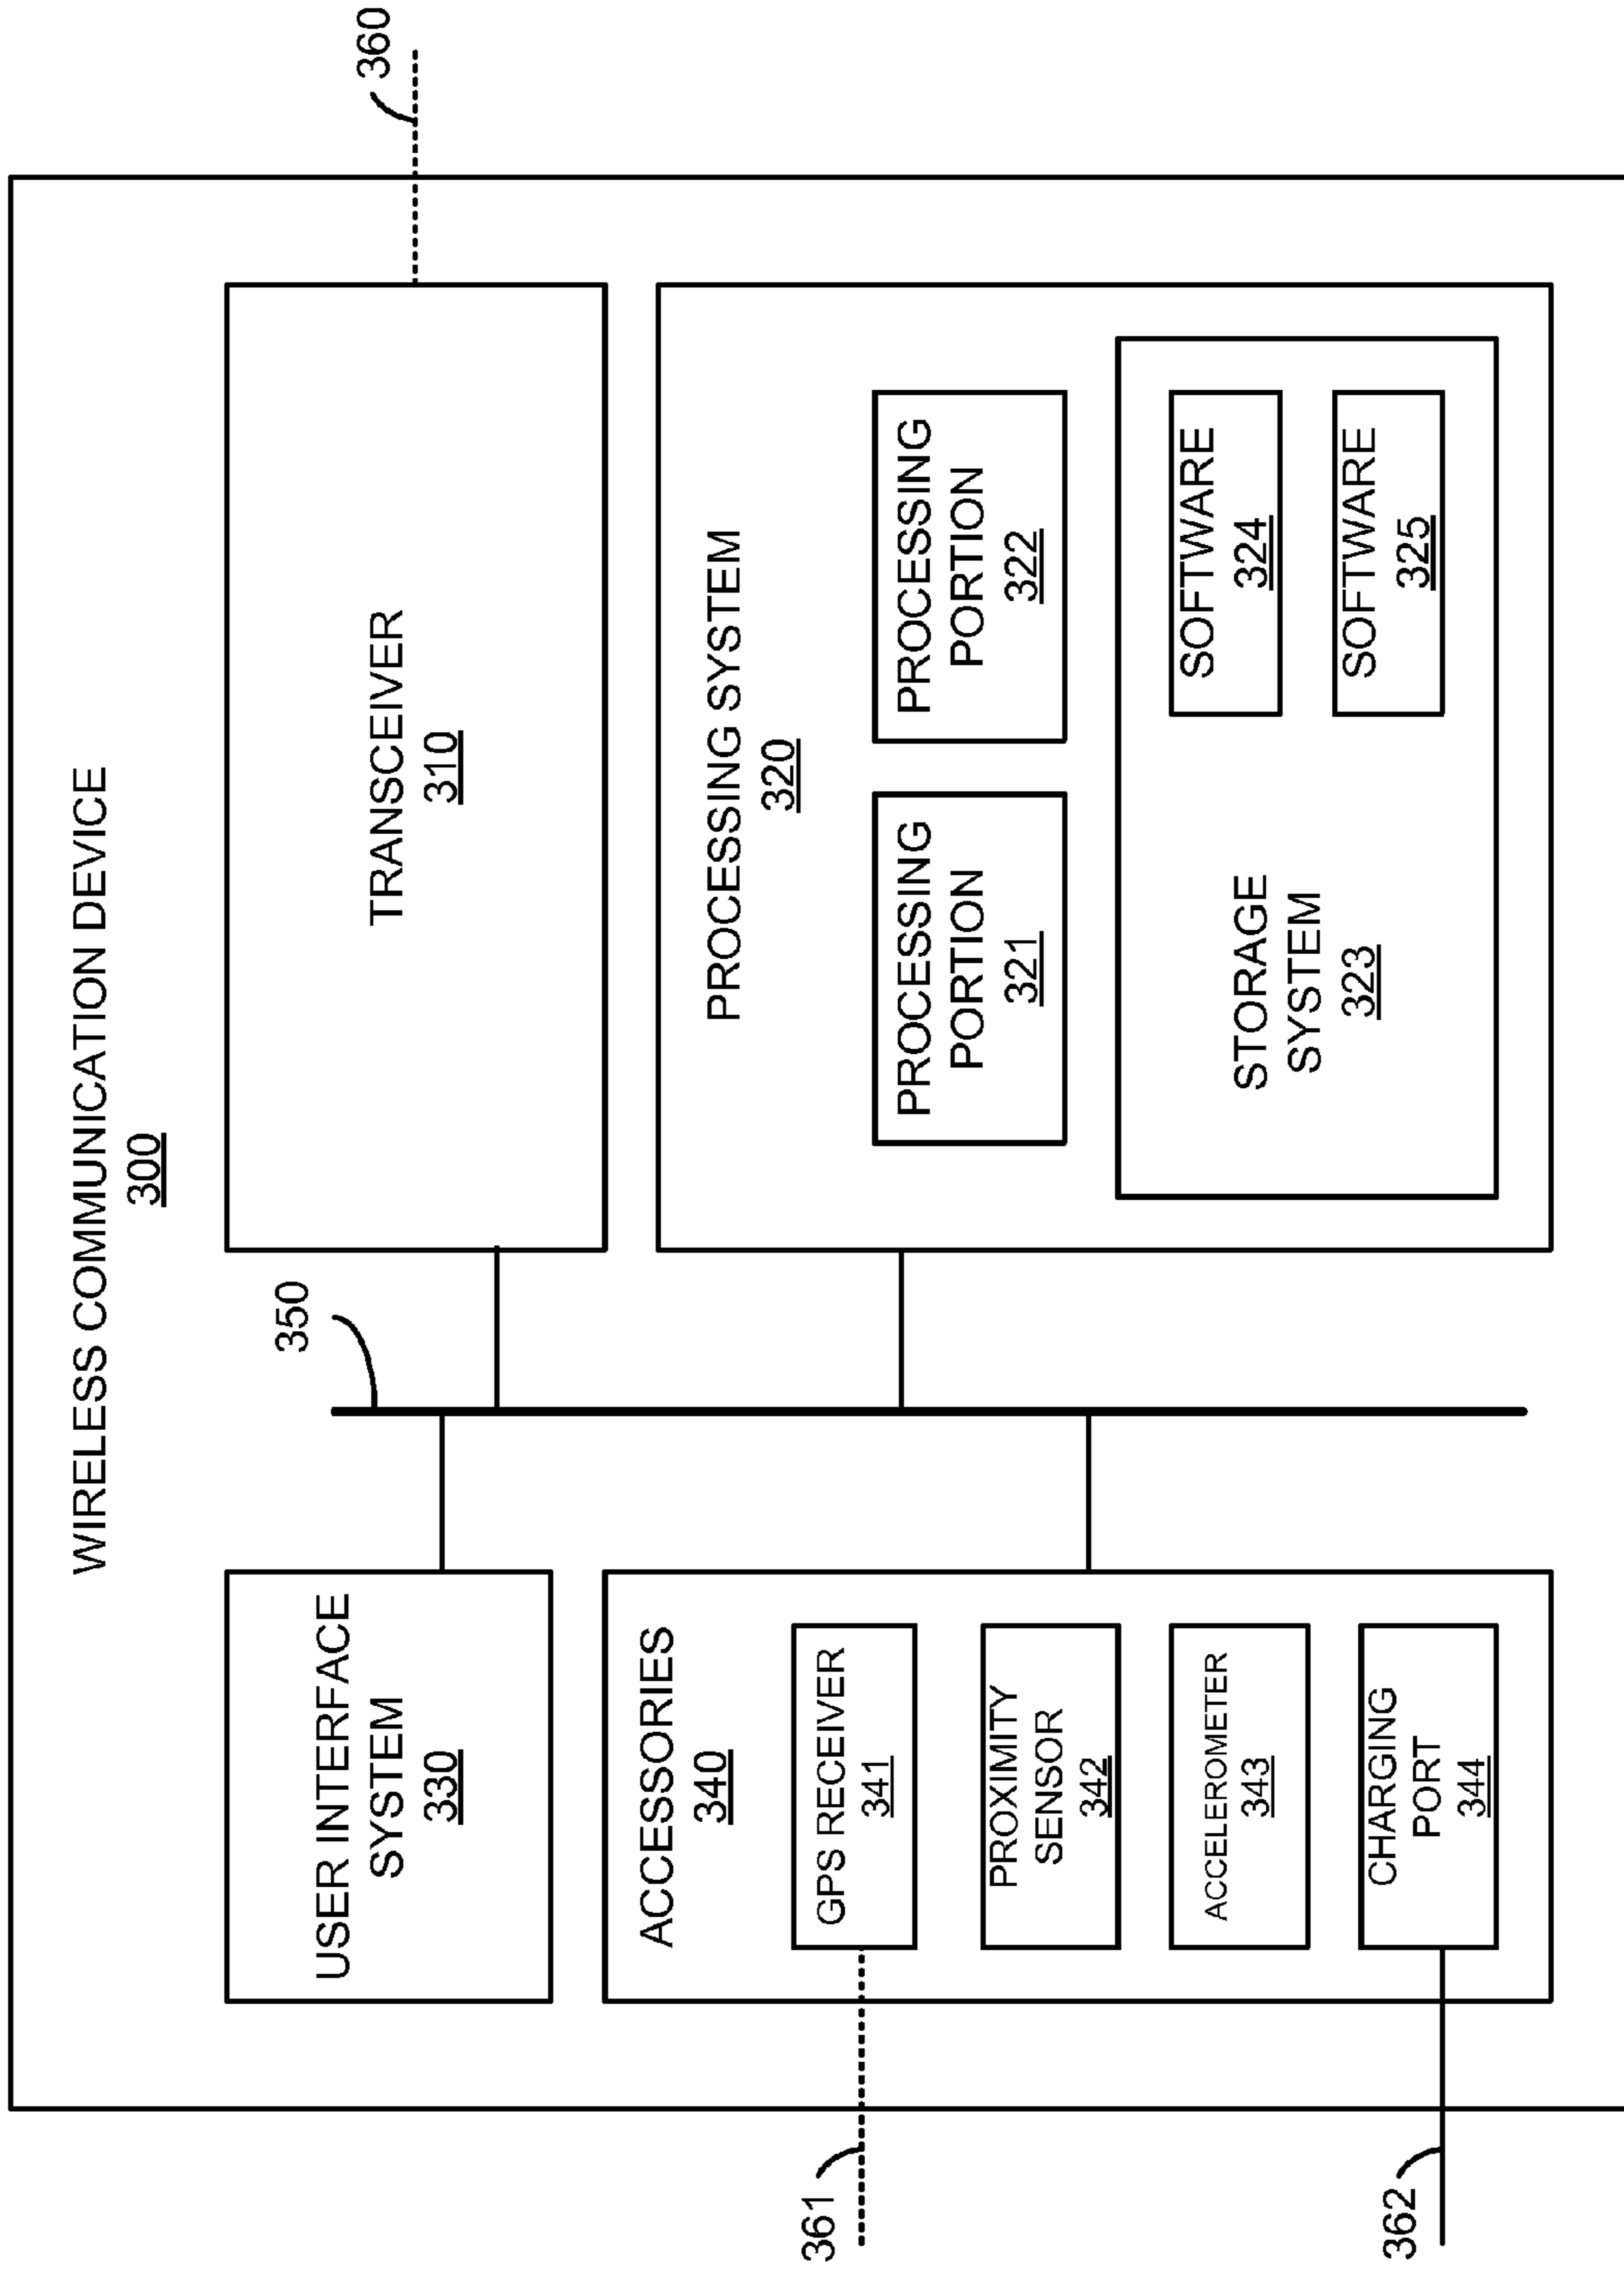 WIRELESS COMMUNICATION DEVICE
300
USER INTERFACE
SYSTEM
330
350
TRANSCEIVER
310
360
ACCESSORIES
340
GPS RECEIVER
341
361
PROXIMITY
SENSOR
342
ACCELEROMETER
343
CHARGING
PORT
344
362
PROCESSING SYSTEM
320
PROCESSING
PORTION
321
PROCESSING
PORTION
322
STORAGE
SYSTEM
323
SOFTWARE
324
SOFTWARE
325